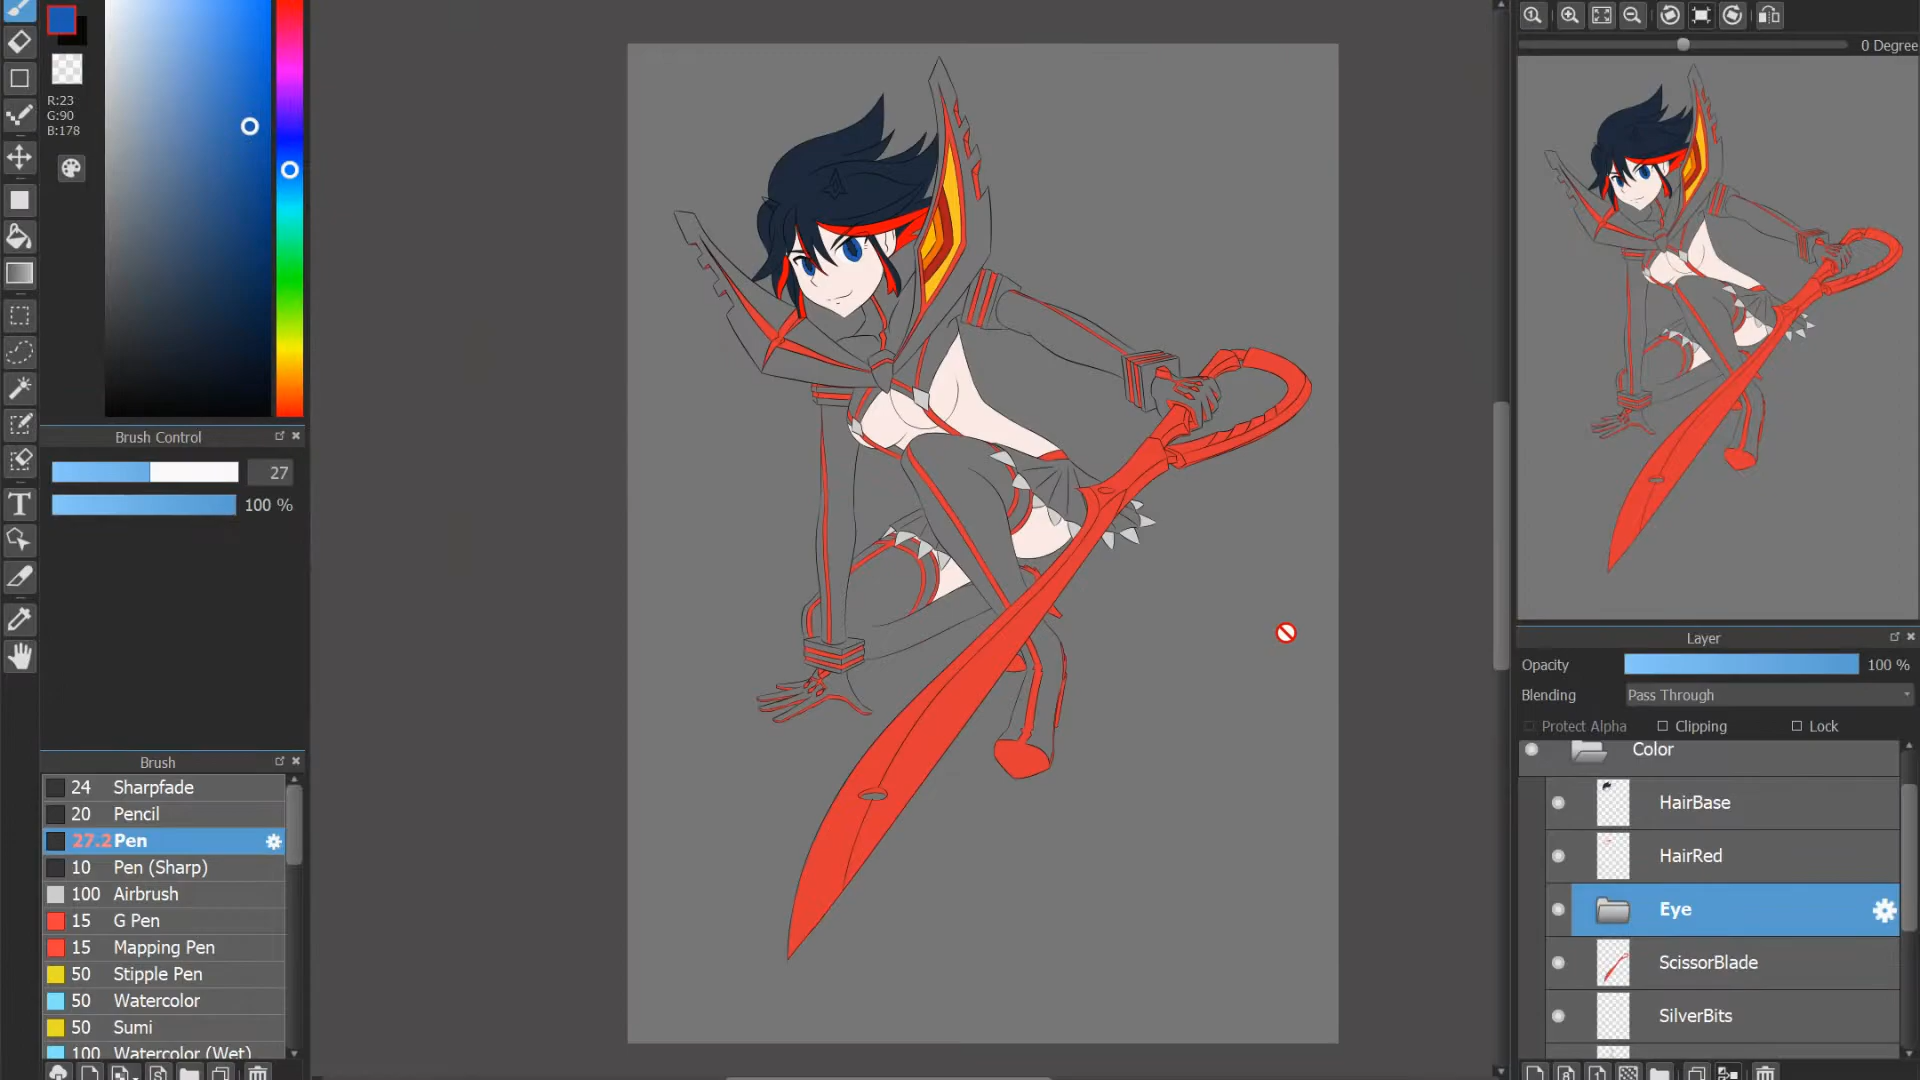 R:23
G:90
B:178
Brush Control
27
100 %
Brush
24 Sharpfade
20 Pencil
27.2 Pen
10 Pen (Sharp)
100 Airbrush
15 G Pen
15 Mapping Pen
50 Stipple Pen
50 Watercolor
50 Sumi
100 Watercolor (Wet)
T
0 Degree
Layer
Opacity 100 %
Blending Pass Through
Protect Alpha Clipping Lock
Color
HairBase
HairRed
Eye
ScissorBlade
SilverBits